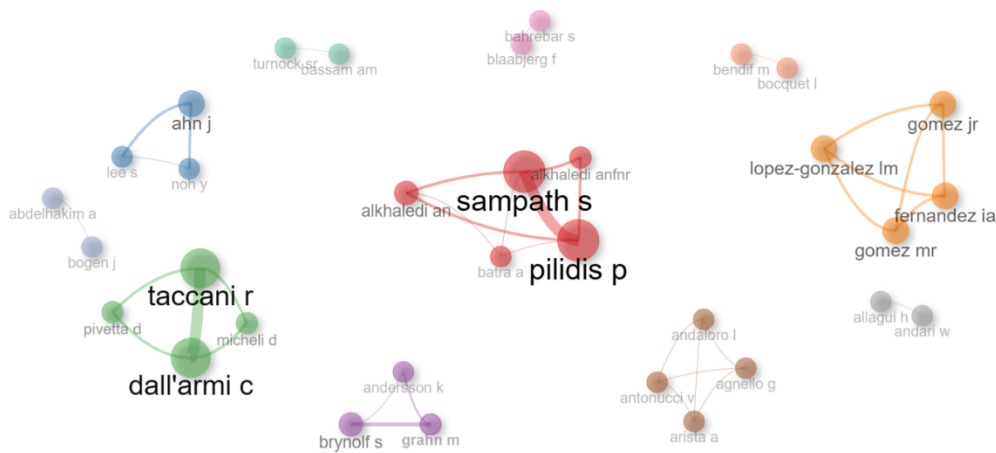 bahrebar s
blaabjerg f
turnock sr
bassam am
bendif m
bocquet l
ahn j
lee s
noh y
gomez jr
lopez-gonzalez lm
fernandez ia
gomez mr
alkhaledi anfnr
sampath s
alkhaledi an
batra a
pilidis p
abdelhakim a
bogen j
taccani r
pivetta d
micheli d
dall'armi c
allagui h
andari w
andaloro l
agnello g
antonucci v
arista a
andersson k
brynolf s
grahn m